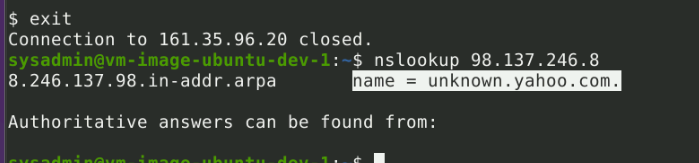 $ exit
Connection to 161.35.96.20 closed.
sysadmin@vm-image-ubuntu-dev-1:~$ nslookup 98.137.246.8
8.246.137.98.in-addr.arpa name = unknown.yahoo.com.
Authoritative answers can be found from:
sysadmin@vm-image-ubuntu-dev-1:~$